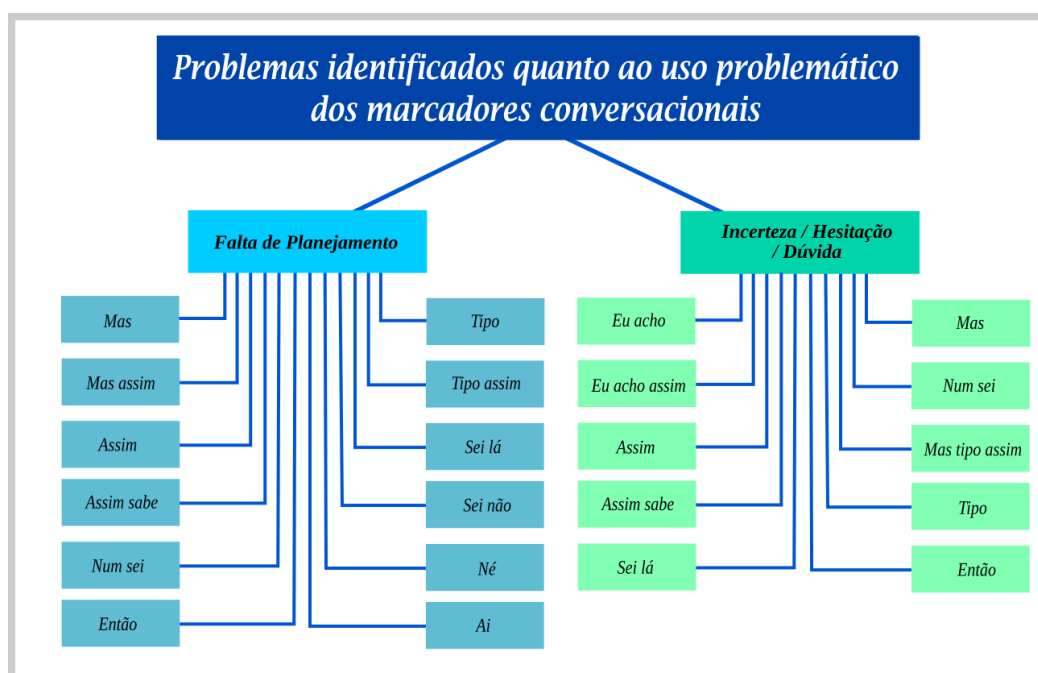 Problemas identificados quanto ao uso problemático
dos marcadores conversacionais
Falta de Planejamento
Mas
Mas assim
Assim
Assim sabe
Num sei
Então
Tipo
Tipo assim
Sei lá
Sei não
Né
Ai
Incerteza / Hesitação
/ Dúvida
Eu acho
Eu acho assim
Assim
Assim sabe
Sei lá
Mas
Num sei
Mas tipo assim
Tipo
Então